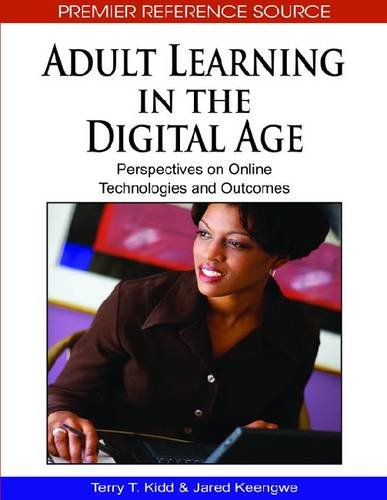 PREMIER REFERENCE SOURCE
ADULT LEARNING
IN THE
DIGITAL AGE
Perspectives on Online
Technologies and Outcomes
Terry T. Kidd & Jared Keengwe